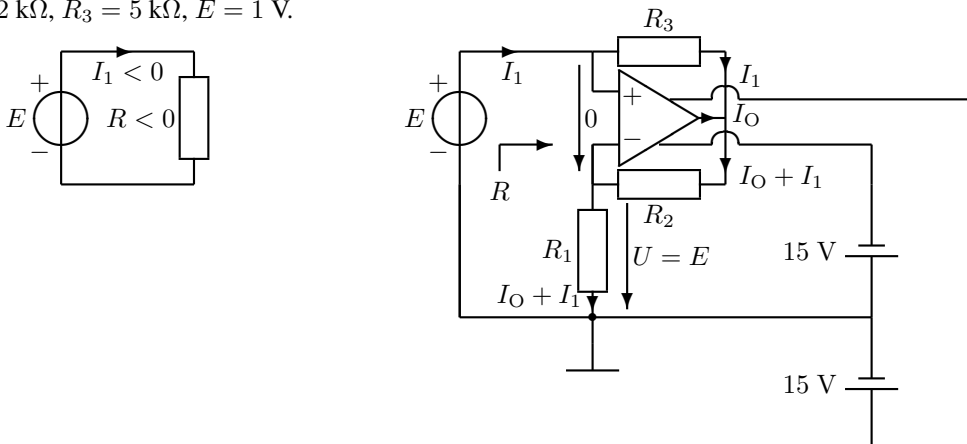 2 kΩ, R₃ = 5 kΩ, E = 1 V.
+
I₁ < 0
E
R < 0
−
R₃
+
I₁
I₁
E
+
0
I_O
−
−
R
I_O + I₁
R₂
R₁
U = E
15 V
I_O + I₁
15 V